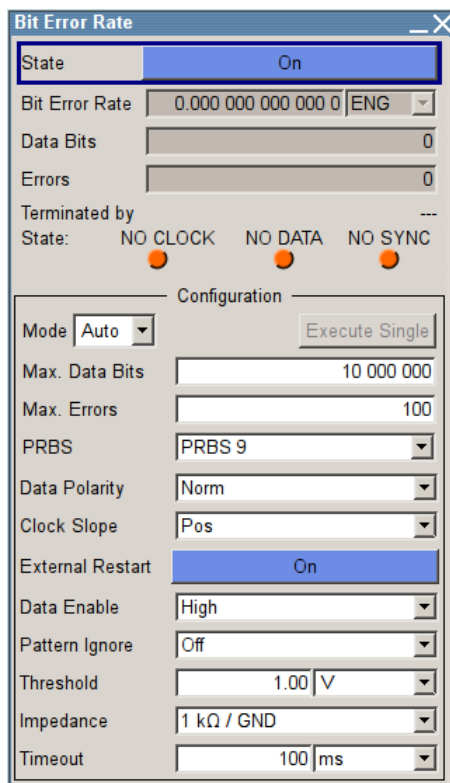 Bit Error Rate
State On
Bit Error Rate 0.000 000 000 000 0 ENG
Data Bits 0
Errors 0
Terminated by ---
State: NO CLOCK NO DATA NO SYNC
Configuration
Mode Auto Execute Single
Max. Data Bits 10 000 000
Max. Errors 100
PRBS PRBS 9
Data Polarity Norm
Clock Slope Pos
External Restart On
Data Enable High
Pattern Ignore Off
Threshold 1.00 V
Impedance 1 kΩ / GND
Timeout 100 ms